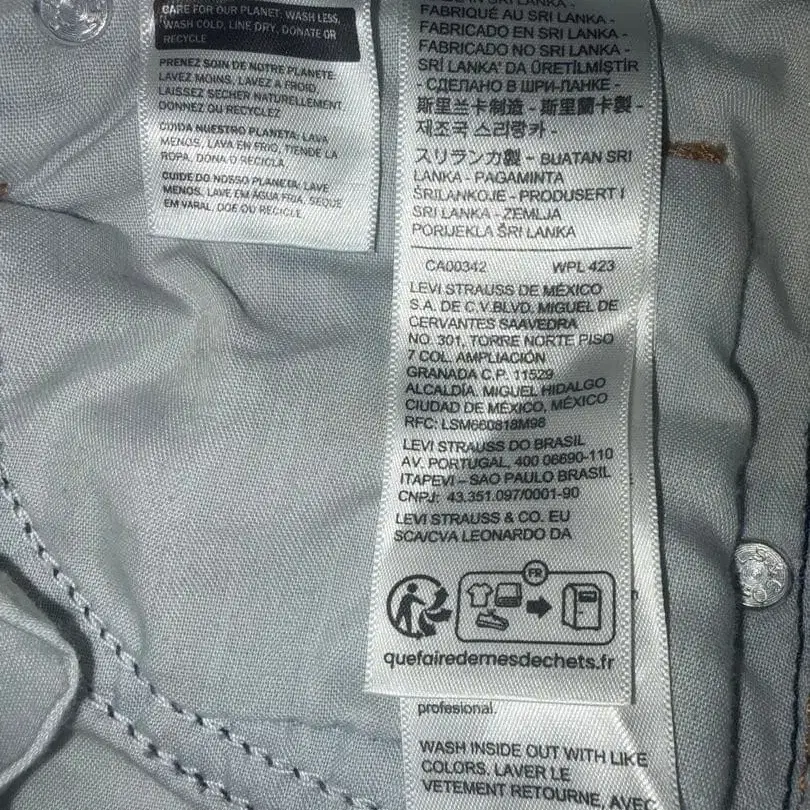 CARE FOR OUR PLANET: WASH LESS,
WASH COLD, LINE DRY, DONATE OR
RECYCLE
PRENEZ SOIN DE NOTRE PLANETE:
LAVEZ MOINS, LAVEZ A FROID,
LAISSEZ SECHER NATURELLEMENT
DONNEZ OU RECYCLEZ
CUIDA NUESTRO PLANETA: LAVA
MENOS, LAVA EN FRIO, TIENDE LA
ROPA, DONA O RECICLA
CUIDE DO NOSSO PLANETA: LAVE
MENOS, LAVE EM ÁGUA FRIA, SEQUE
EM VARAL, DOE OU RECICLE
FABRIQUÉ AU SRI LANKA -
FABRICADO EN SRI LANKA -
FABRICADO NO SRI LANKA -
SRİ LANKA' DA ÜRETİLMİŞTİR
- СДЕЛАНО В ШРИ-ЛАНКЕ -
斯里兰卡制造 - 斯里蘭卡製 -
제조국 스리랑카 -
スリランカ製 - BUATAN SRI
LANKA - PAGAMINTA
ŠRILANKOJE - PRODUSERT I
SRI LANKA - ZEMLJA
PORIJEKLA ŠRI LANKA
CA00342 WPL 423
LEVI STRAUSS DE MÉXICO
S.A. DE C.V.BLVD. MIGUEL DE
CERVANTES SAAVEDRA
NO. 301, TORRE NORTE PISO
7 COL. AMPLIACIÓN
GRANADA C.P. 11529
ALCALDÍA. MIGUEL HIDALGO
CIUDAD DE MÉXICO, MÉXICO
RFC: LSM660818M98
LEVI STRAUSS DO BRASIL
AV. PORTUGAL, 400 06690-110
ITAPEVI – SAO PAULO BRASIL
CNPJ: 43.351.097/0001-90
LEVI STRAUSS & CO. EU
SCA/CVA LEONARDO DA
FR
quefairedemesdechets.fr
profesional.
WASH INSIDE OUT WITH LIKE
COLORS. LAVER LE
VETEMENT RETOURNE, AVEC